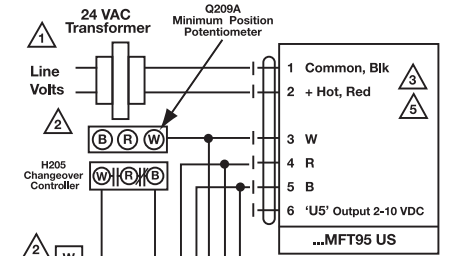 24 VAC
Transformer
Q209A
Minimum Position
Potentiometer
1
Line
Volts
1 Common, Blk
2 + Hot, Red
3
5
2
B R W
3 W
4 R
5 B
6 'U5' Output 2-10 VDC
H205
Changeover
Controller
W R B
...MFT95 US
2